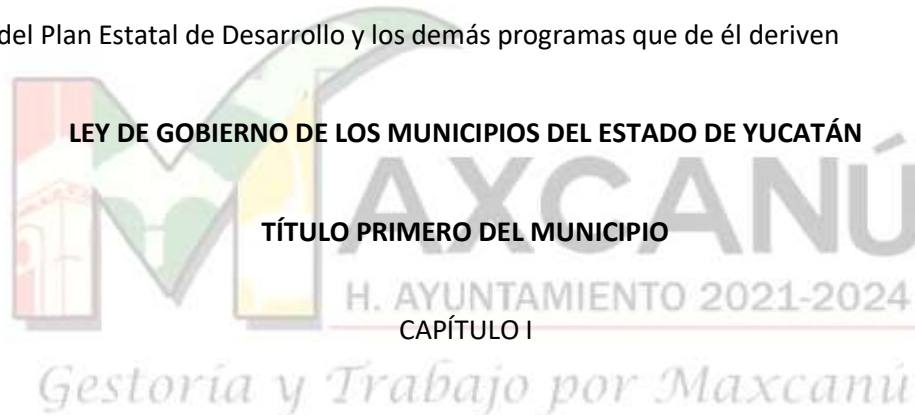 del Plan Estatal de Desarrollo y los demás programas que de él deriven
LEY DE GOBIERNO DE LOS MUNICIPIOS DEL ESTADO DE YUCATÁN
MAXCANÚ
TÍTULO PRIMERO DEL MUNICIPIO
H. AYUNTAMIENTO 2021-2024
CAPÍTULO I
Gestoría y Trabajo por Maxcanú